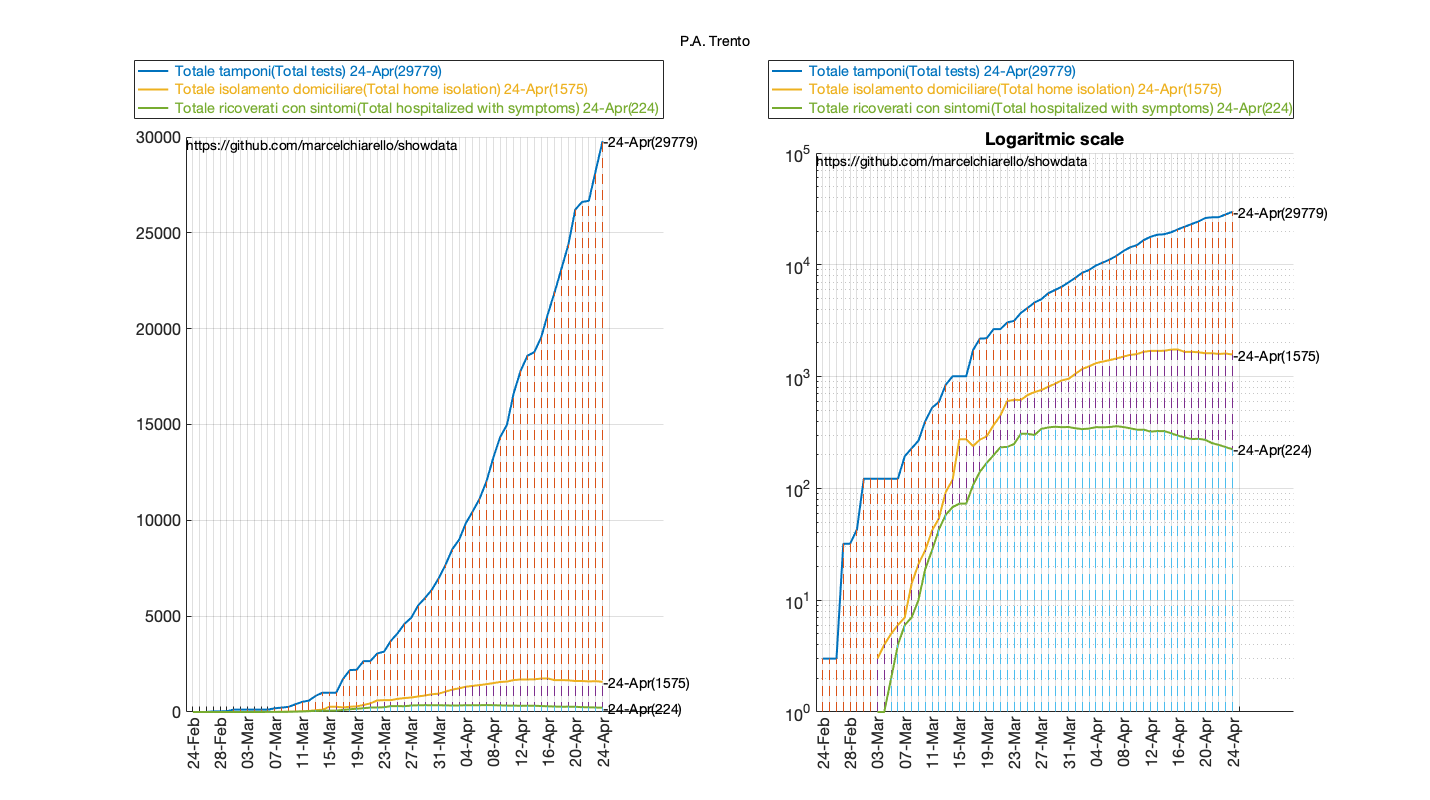 P.A. Trento
Totale tamponi(Total tests) 24-Apr(29779)
Totale isolamento domiciliare(Total home isolation) 24-Apr(1575)
Totale ricoverati con sintomi(Total hospitalized with symptoms) 24-Apr(224)
https://github.com/marcelchiarello/showdata
30000
25000
20000
15000
10000
5000
0
-24-Apr(29779)
-24-Apr(1575)
-24-Apr(224)
24-Feb
28-Feb
03-Mar
07-Mar
11-Mar
15-Mar
19-Mar
23-Mar
27-Mar
31-Mar
04-Apr
08-Apr
12-Apr
16-Apr
20-Apr
24-Apr
Totale tamponi(Total tests) 24-Apr(29779)
Totale isolamento domiciliare(Total home isolation) 24-Apr(1575)
Totale ricoverati con sintomi(Total hospitalized with symptoms) 24-Apr(224)
Logaritmic scale
https://github.com/marcelchiarello/showdata
10^5
10^4
10^3
10^2
10^1
10^0
-24-Apr(29779)
-24-Apr(1575)
-24-Apr(224)
24-Feb
28-Feb
03-Mar
07-Mar
11-Mar
15-Mar
19-Mar
23-Mar
27-Mar
31-Mar
04-Apr
08-Apr
12-Apr
16-Apr
20-Apr
24-Apr